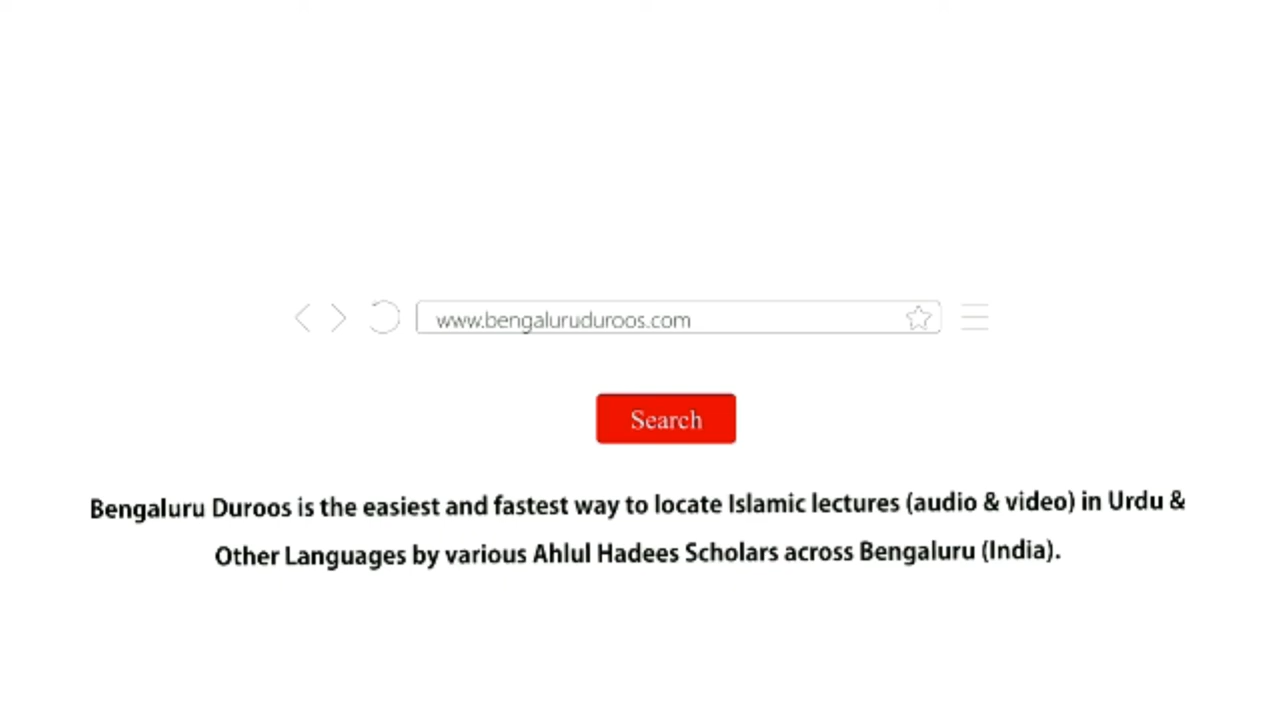 www.bengaluruduroos.com
Search
Bengaluru Duroos is the easiest and fastest way to locate Islamic lectures (audio & video) in Urdu &
Other Languages by various Ahlul Hadees Scholars across Bengaluru (India).